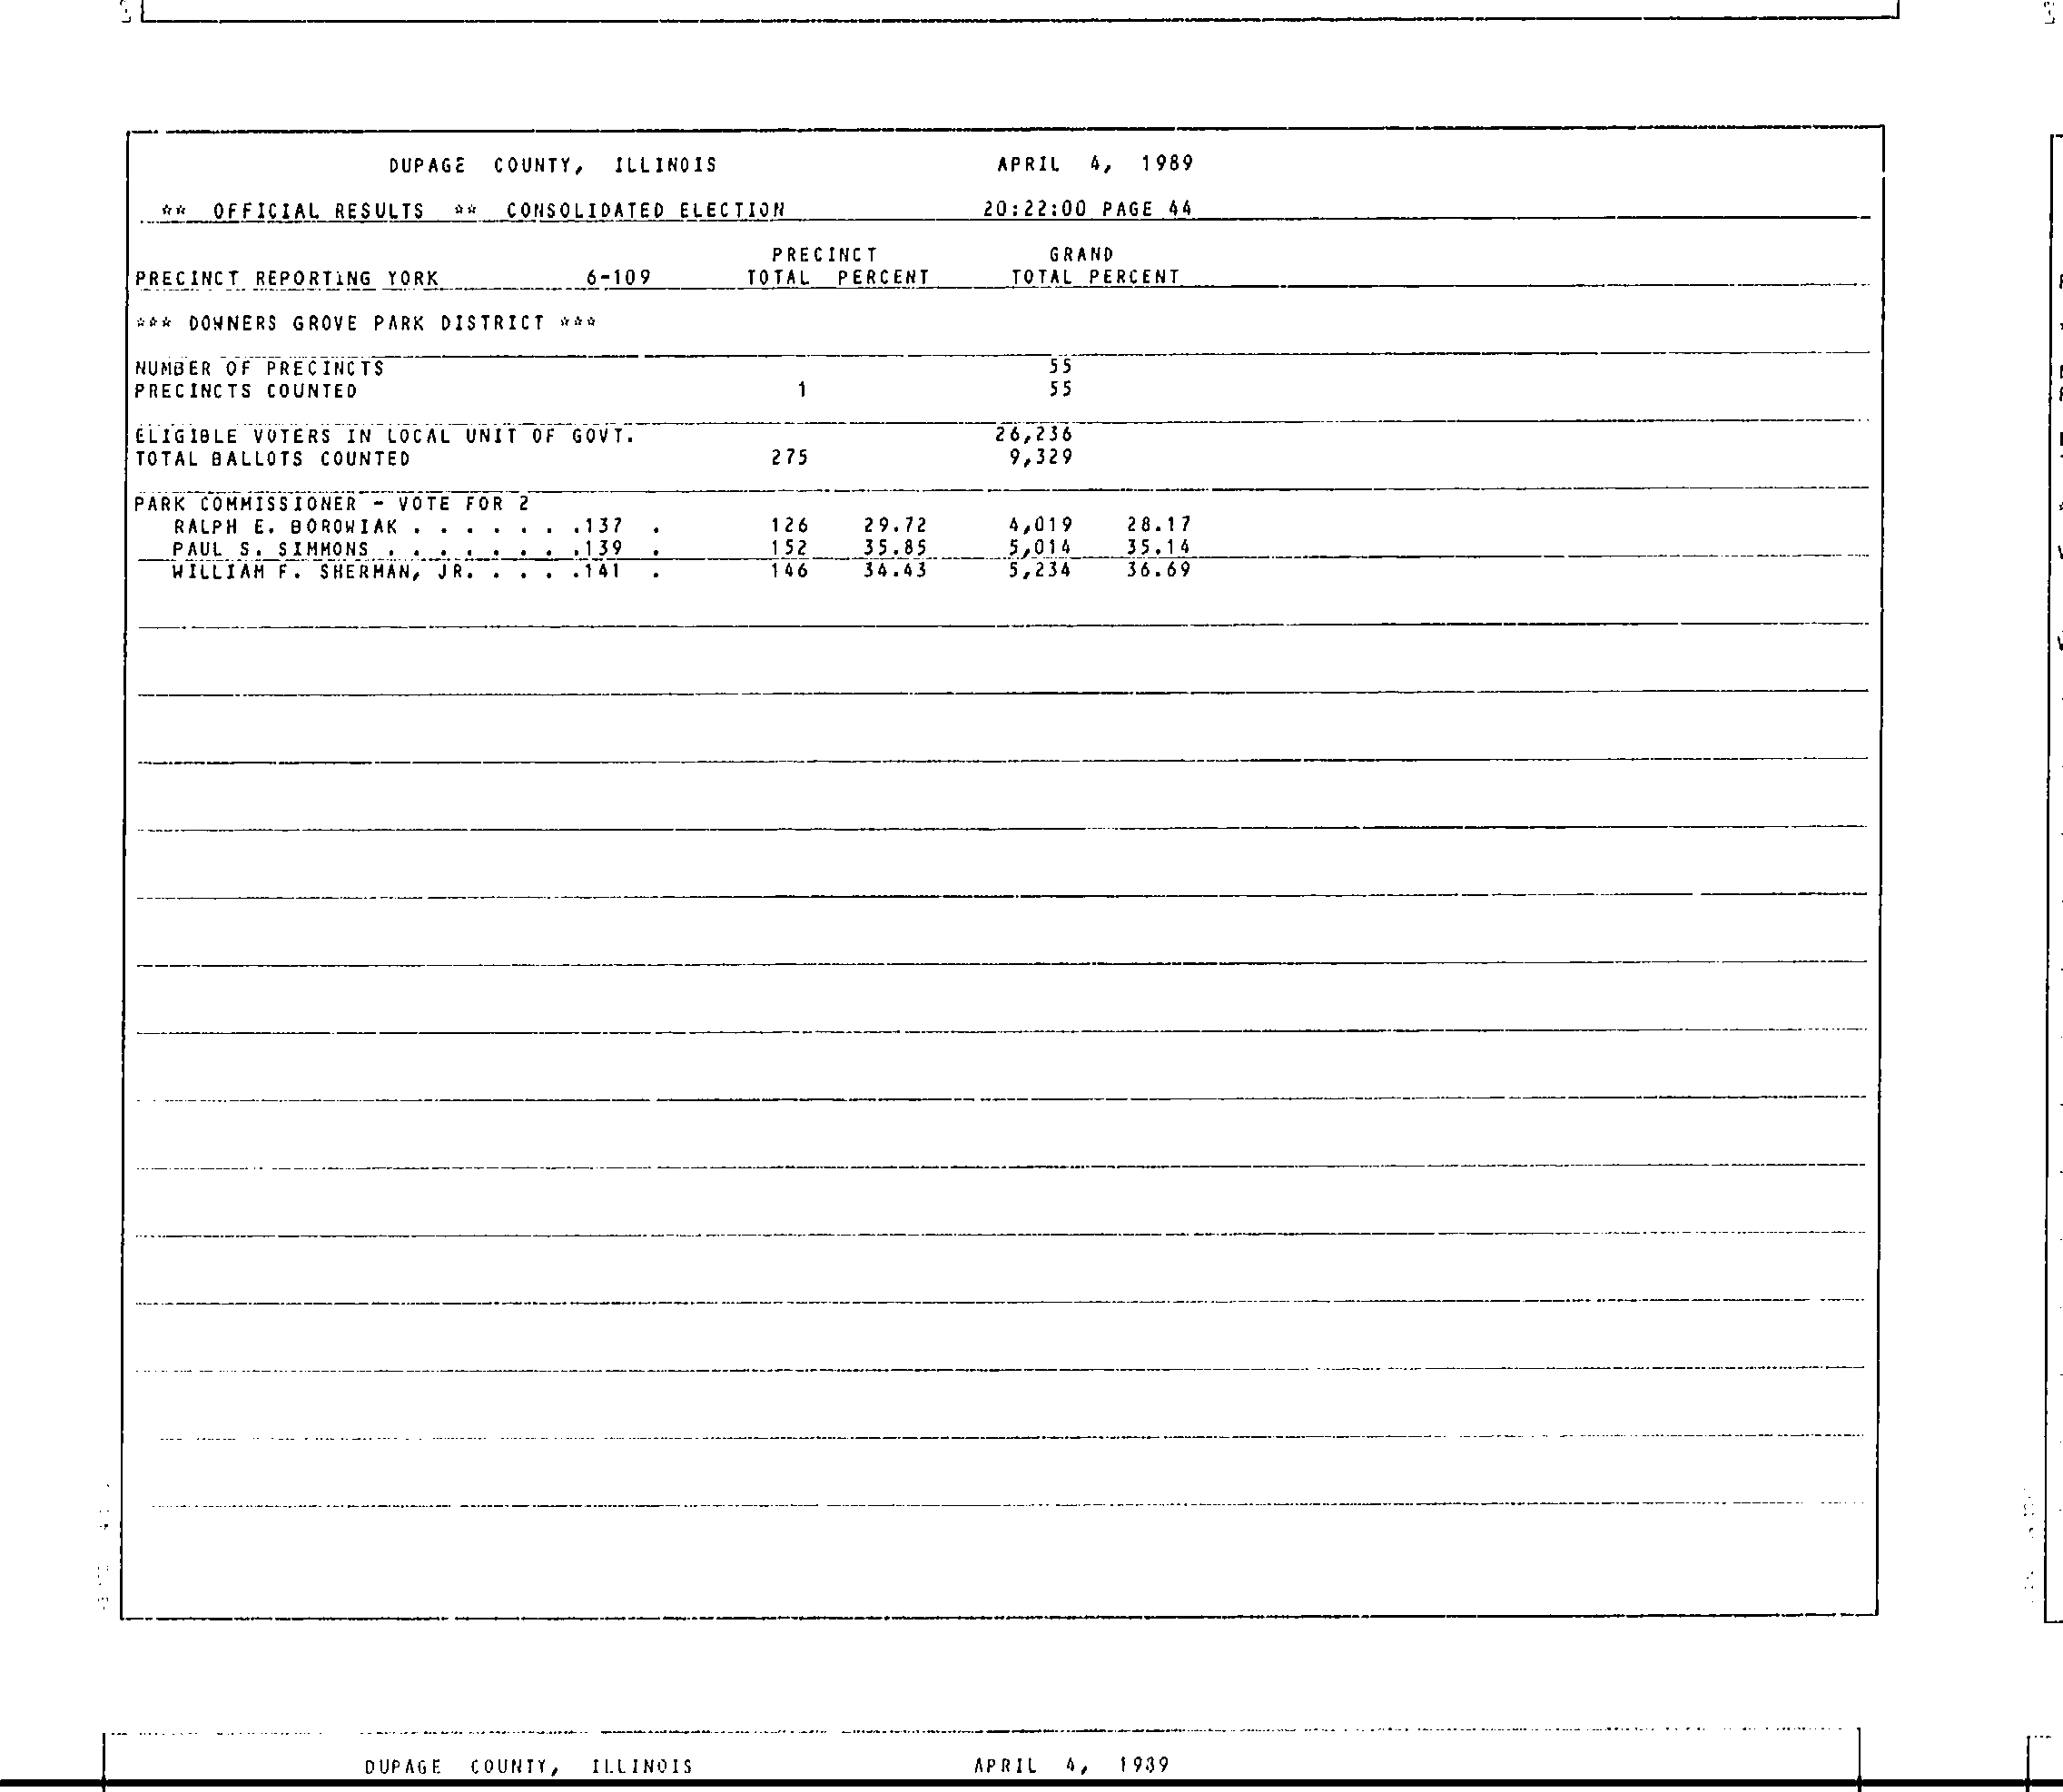 DUPAGE COUNTY, ILLINOIS APRIL 4, 1989
** OFFICIAL RESULTS ** CONSOLIDATED ELECTION 20:22:00 PAGE 44
PRECINCT GRAND
PRECINCT REPORTING YORK 6-109 TOTAL PERCENT TOTAL PERCENT
*** DOWNERS GROVE PARK DISTRICT ***
NUMBER OF PRECINCTS 55
PRECINCTS COUNTED 1 55
ELIGIBLE VOTERS IN LOCAL UNIT OF GOVT. 26,236
TOTAL BALLOTS COUNTED 275 9,329
PARK COMMISSIONER - VOTE FOR 2
RALPH E. BOROWIAK . . . . . . .137 . 126 29.72 4,019 28.17
PAUL S. SIMMONS . . . . . . . .139 . 152 35.85 5,014 35.14
WILLIAM F. SHERMAN, JR. . . . .141 . 146 34.43 5,234 36.69
DUPAGE COUNTY, ILLINOIS APRIL 4, 1989